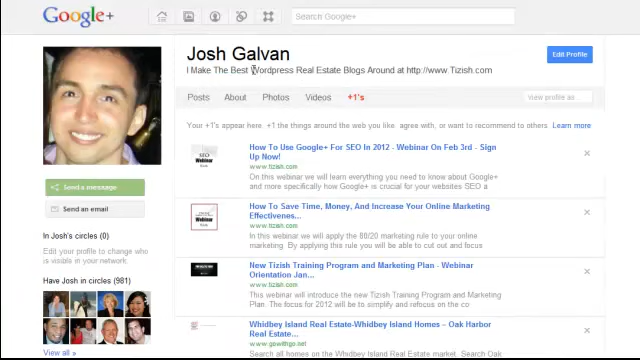 Google+
Search Google+
Josh Galvan
Edit Profile
I Make The Best Wordpress Real Estate Blogs Around at http://www.Tizish.com
Posts About Photos Videos +1's
View profile as...
Your +1's appear here. +1 the things around the web you like agree with, or want to recommend to others Learn more
How To Use Google+ For SEO In 2012 - Webinar On Feb 3rd - Sign
Up Now!
www.tizish.com
On this webinar we will learn everything you need to know about Google+
and more specifically how Google+ is crucial for your websites SEO a
Send a message
Send an email
In Josh's circles (0)
Edit your profile to change who
is visible in your network.
Have Josh in circles (981)
View all »
How To Save Time, Money, And Increase Your Online Marketing
Effectivenes...
www.tizish.com
In this webinar we will apply the 80/20 marketing rule to your online
marketing By applying this rule you will be able to cut out and focus
New Tizish Training Program and Marketing Plan - Webinar
Orientation Jan...
www.tizish.com
This webinar will introduce the new Tizish Training Program and Marketing
Plan. The focus for 2012 will be to simplify and refocus on the co
Whidbey Island Real Estate-Whidbey Island Homes – Oak Harbor
Real Estate...
www.gowithgo.net
Search all homes on the Whidbey Island market.